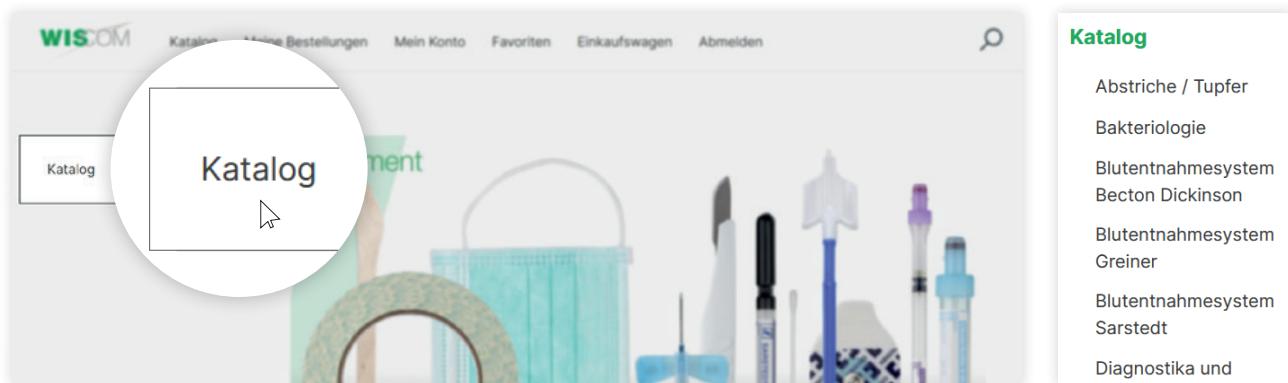 WISCOM
Katalog Meine Bestellungen Mein Konto Favoriten Einkaufswagen Abmelden
Katalog
Katalog
Katalog
Abstriche / Tupfer
Bakteriologie
Blutentnahmesystem
Becton Dickinson
Blutentnahmesystem
Greiner
Blutentnahmesystem
Sarstedt
Diagnostika und